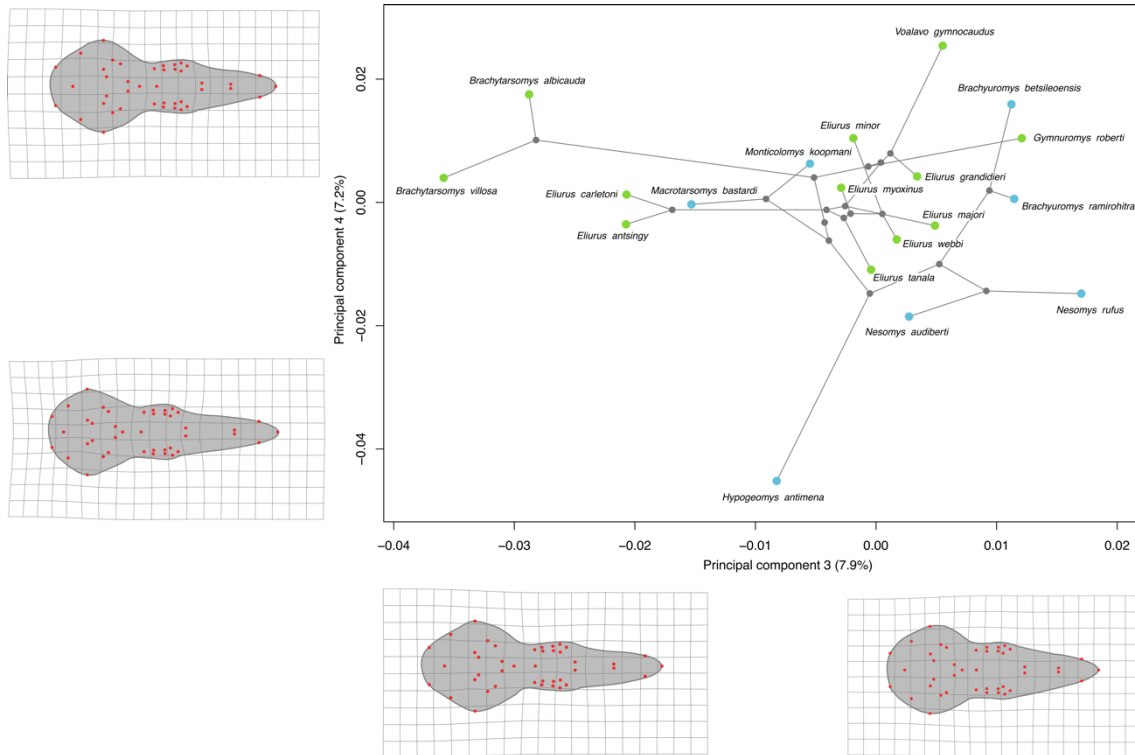 Voalavo gymnocaudus
0.02
Brachytarsomys albicauda
Brachyuromys betsileoensis
Eliurus minor
Gymnuromys roberti
Monticolomys koopmani
Eliurus grandidieri
Brachytarsomys villosa
Eliurus carletoni
Macrotarsomys bastardi
Eliurus myoxinus
0.00
Brachyuromys ramirohitra
Eliurus majori
Eliurus antsingy
Eliurus webbi
Eliurus tanala
Principal component 4 (7.2%)
−0.02
Nesomys rufus
Nesomys audiberti
−0.04
Hypogeomys antimena
−0.04 −0.03 −0.02 −0.01 0.00 0.01 0.02
Principal component 3 (7.9%)